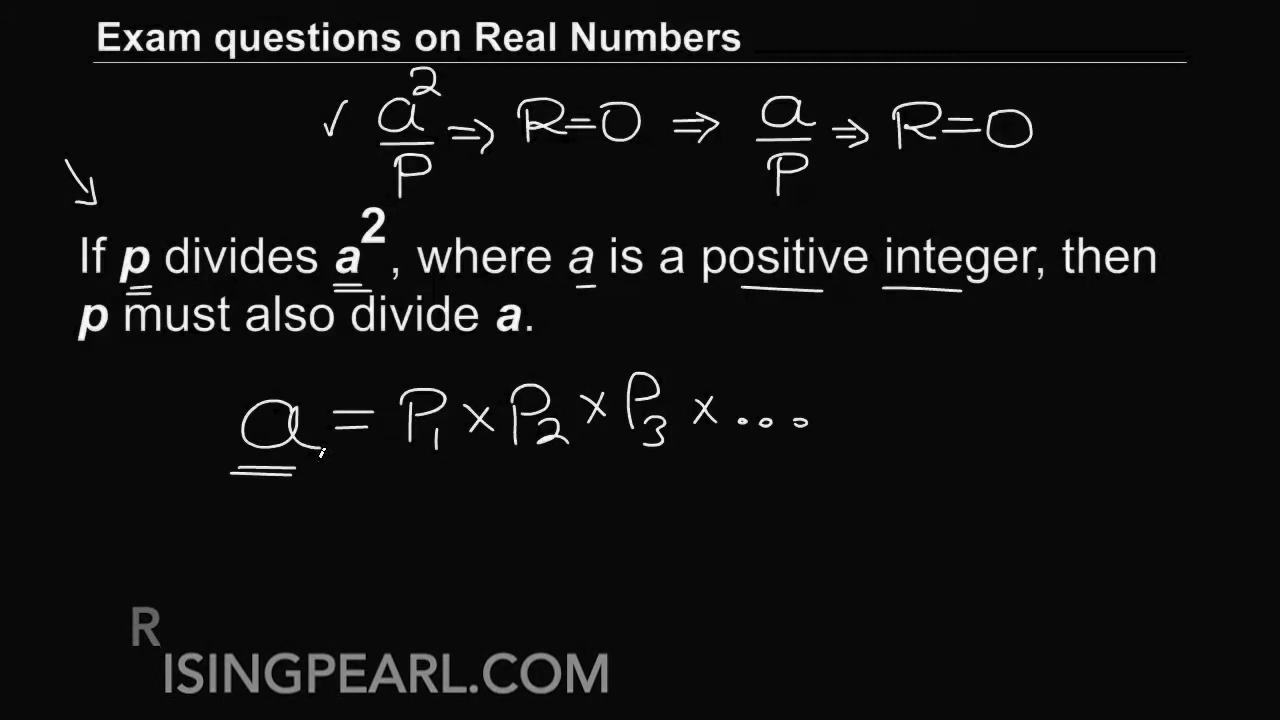 Exam questions on Real Numbers
✓ a²/P ⇒ R=0 ⇒ a/P ⇒ R=0
If p divides a², where a is a positive integer, then
p must also divide a.
a = P₁ × P₂ × P₃ × ...
RISINGPEARL.COM